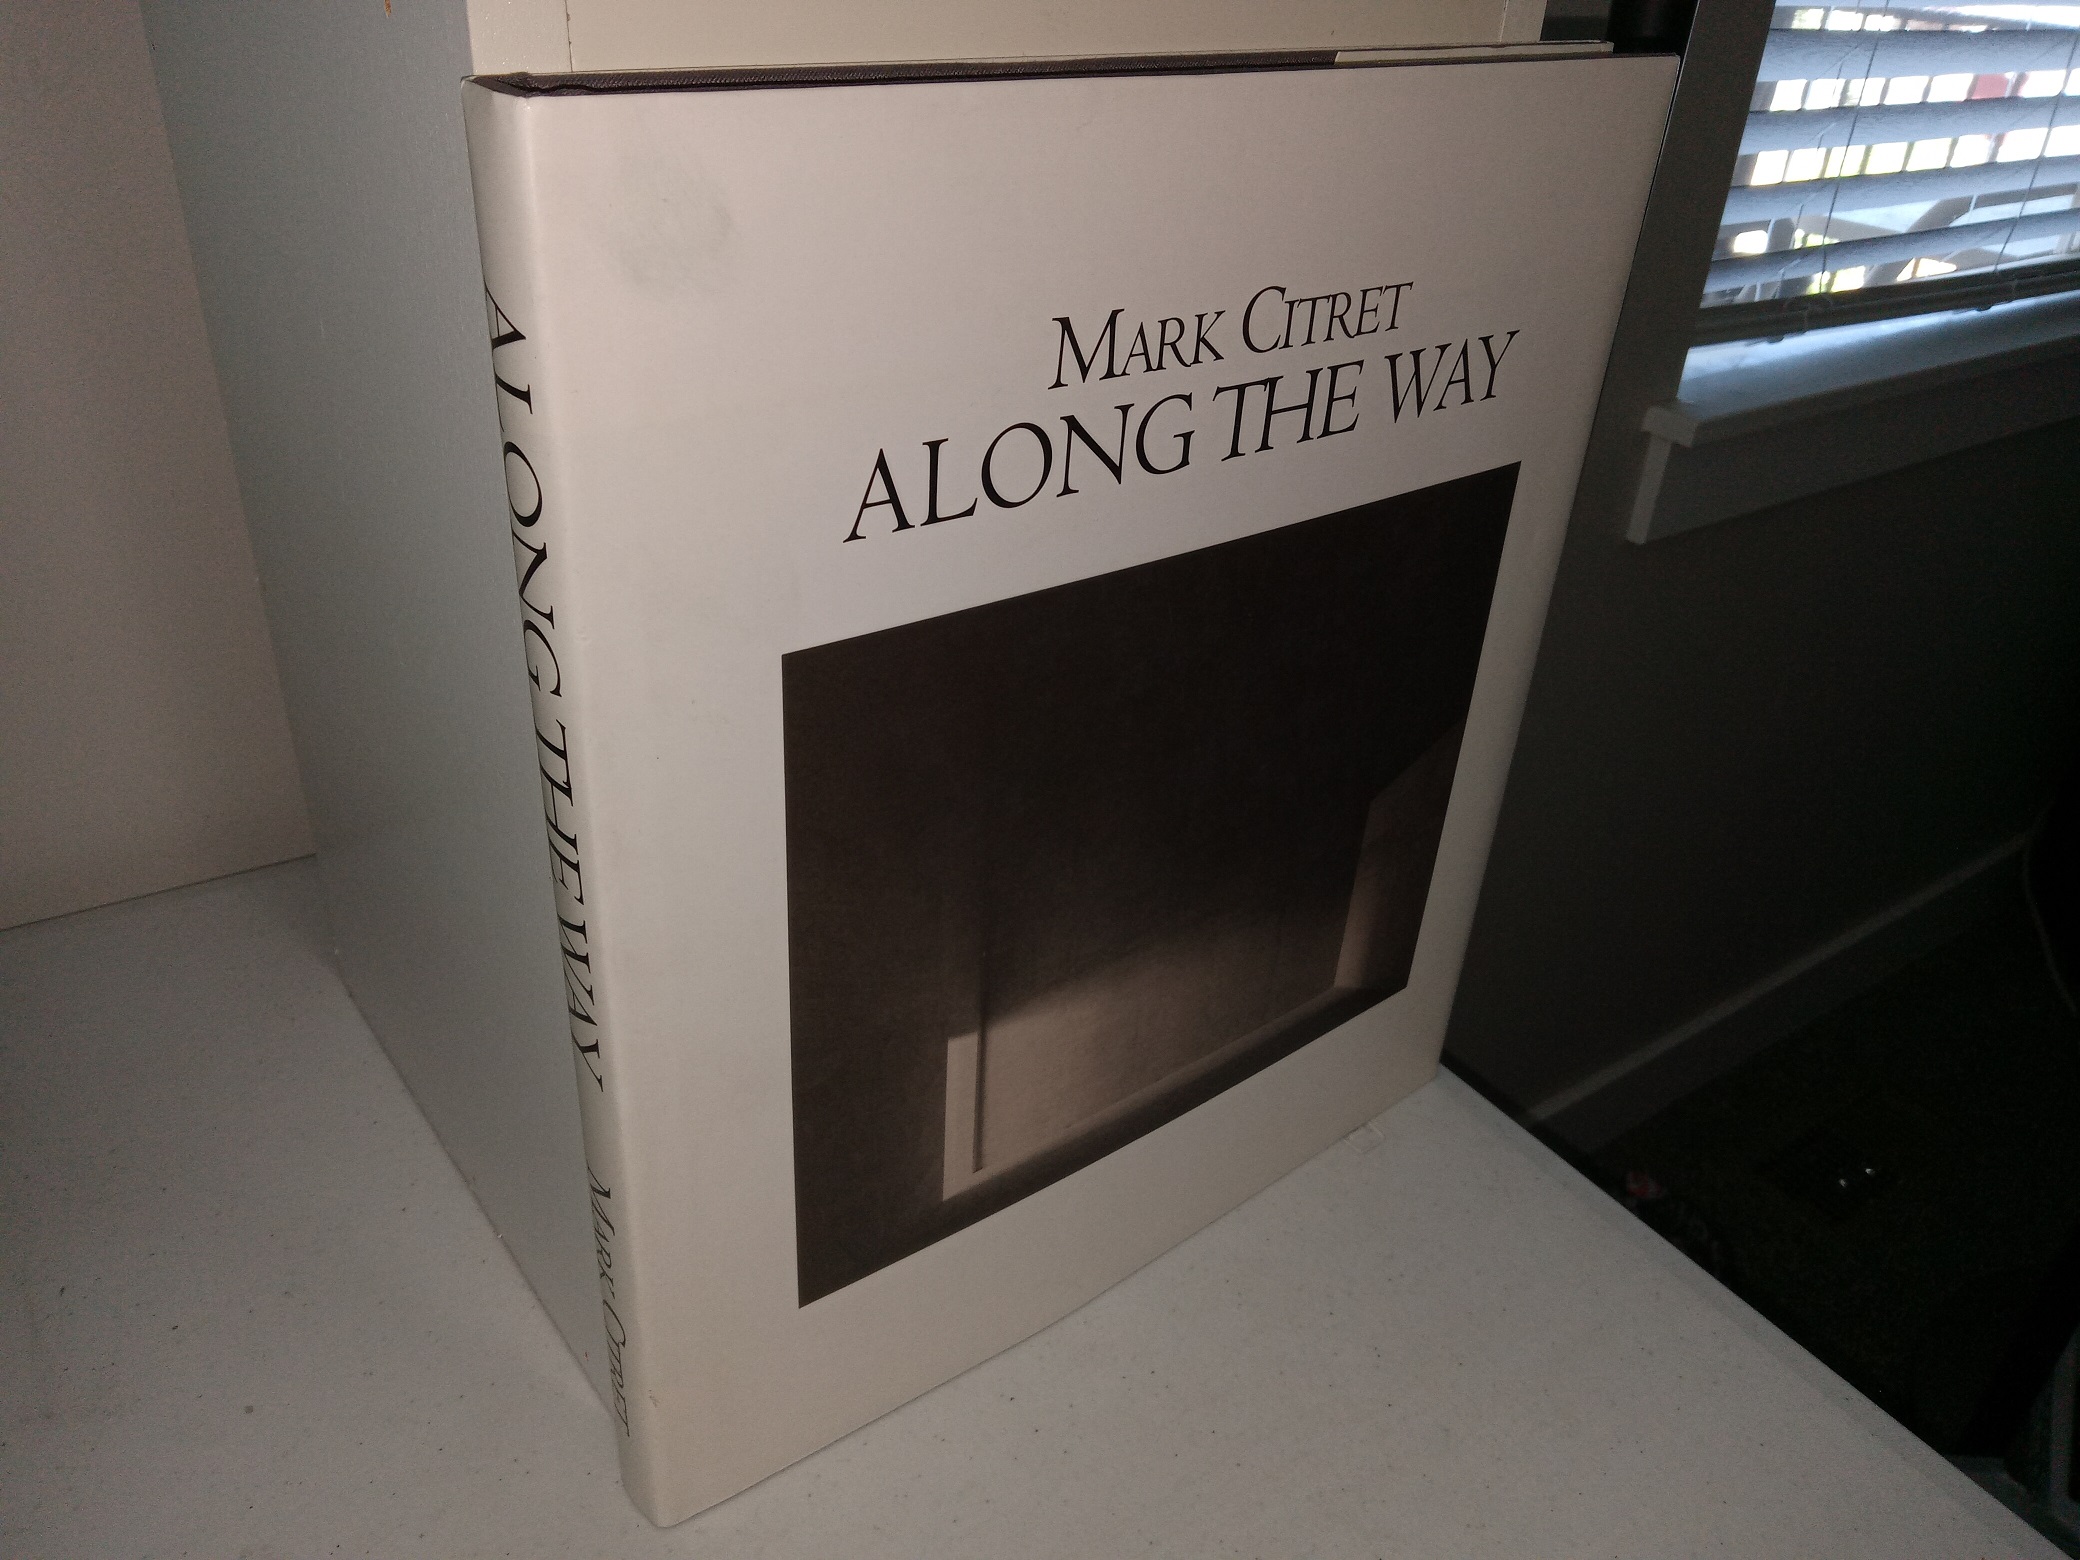 MARK CITRET
ALONG THE WAY
ALONG THE WAY MARK CITRET